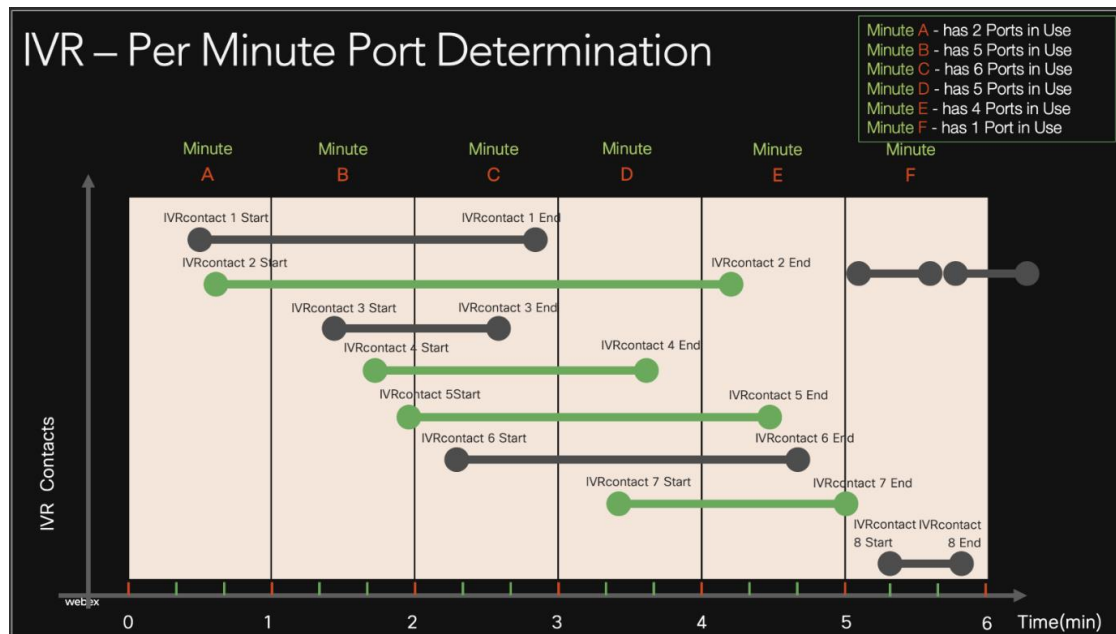 IVR – Per Minute Port Determination
Minute A - has 2 Ports in Use
Minute B - has 5 Ports in Use
Minute C - has 6 Ports in Use
Minute D - has 5 Ports in Use
Minute E - has 4 Ports in Use
Minute F - has 1 Port in Use
Minute Minute Minute Minute Minute Minute
A B C D E F
IVRcontact 1 Start IVRcontact 1 End
IVRcontact 2 Start IVRcontact 2 End
IVRcontact 3 Start IVRcontact 3 End
IVRcontact 4 Start IVRcontact 4 End
IVRcontact 5Start IVRcontact 5 End
IVRcontact 6 Start IVRcontact 6 End
IVRcontact 7 Start IVRcontact 7 End
IVRcontact IVRcontact
8 Start 8 End
IVR Contacts
webex
0 1 2 3 4 5 6 Time(min)